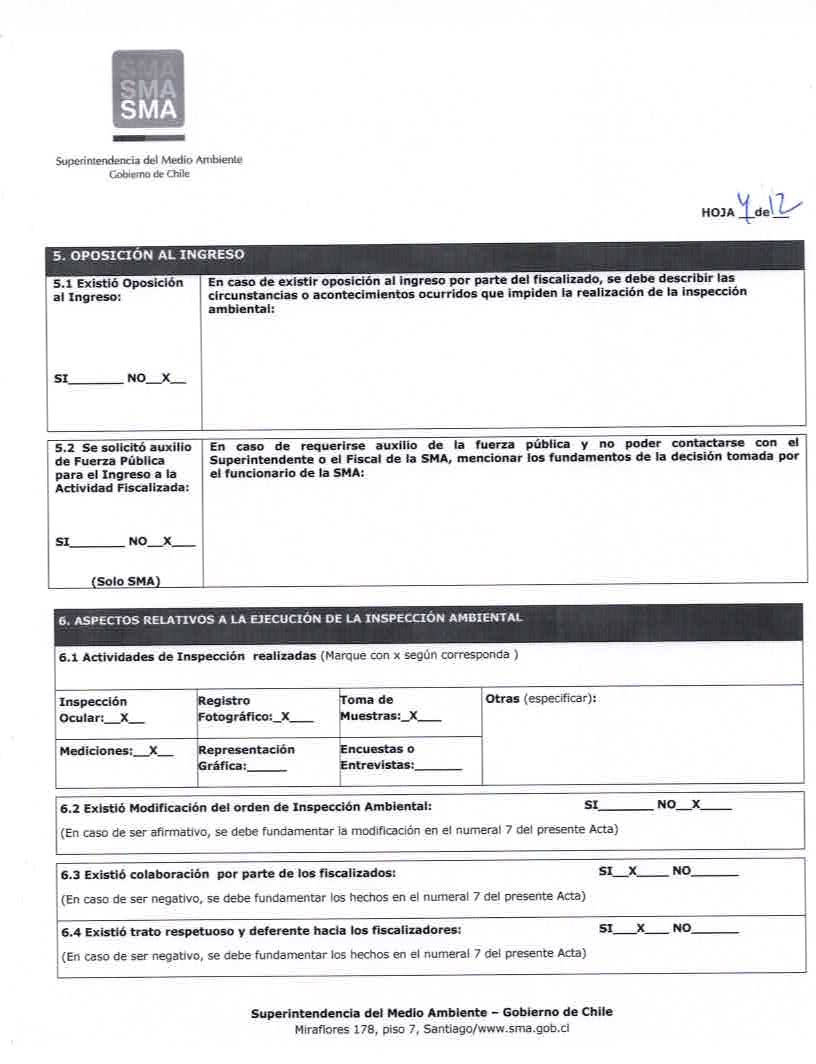 SMA
SMA
SMA
Superintendencia del Medio Ambiente
Gobierno de Chile
HOJA 4 de 12
5. OPOSICIÓN AL INGRESO
5.1 Existió Oposición al Ingreso:
SI________ NO__X__
En caso de existir oposición al ingreso por parte del fiscalizado, se debe describir las
circunstancias o acontecimientos ocurridos que impiden la realización de la inspección
ambiental:
5.2 Se solicitó auxilio
de Fuerza Pública
para el Ingreso a la
Actividad Fiscalizada:
SI________ NO__X___
(Solo SMA)
En caso de requerirse auxilio de la fuerza pública y no poder contactarse con el
Superintendente o el Fiscal de la SMA, mencionar los fundamentos de la decisión tomada por
el funcionario de la SMA:
6. ASPECTOS RELATIVOS A LA EJECUCIÓN DE LA INSPECCIÓN AMBIENTAL
6.1 Actividades de Inspección realizadas (Marque con x según corresponda )
Inspección
Ocular:__X__
Registro
Fotográfico:_X___
Toma de
Muestras:_X___
Otras (especificar):
Mediciones:__X__
Representación
Gráfica:_____
Encuestas o
Entrevistas:______
6.2 Existió Modificación del orden de Inspección Ambiental: SI_______ NO__X____
(En caso de ser afirmativo, se debe fundamentar la modificación en el numeral 7 del presente Acta)
6.3 Existió colaboración por parte de los fiscalizados: SI__X____ NO______
(En caso de ser negativo, se debe fundamentar los hechos en el numeral 7 del presente Acta)
6.4 Existió trato respetuoso y deferente hacia los fiscalizadores: SI___X___ NO______
(En caso de ser negativo, se debe fundamentar los hechos en el numeral 7 del presente Acta)
Superintendencia del Medio Ambiente – Gobierno de Chile
Miraflores 178, piso 7, Santiago/www.sma.gob.cl